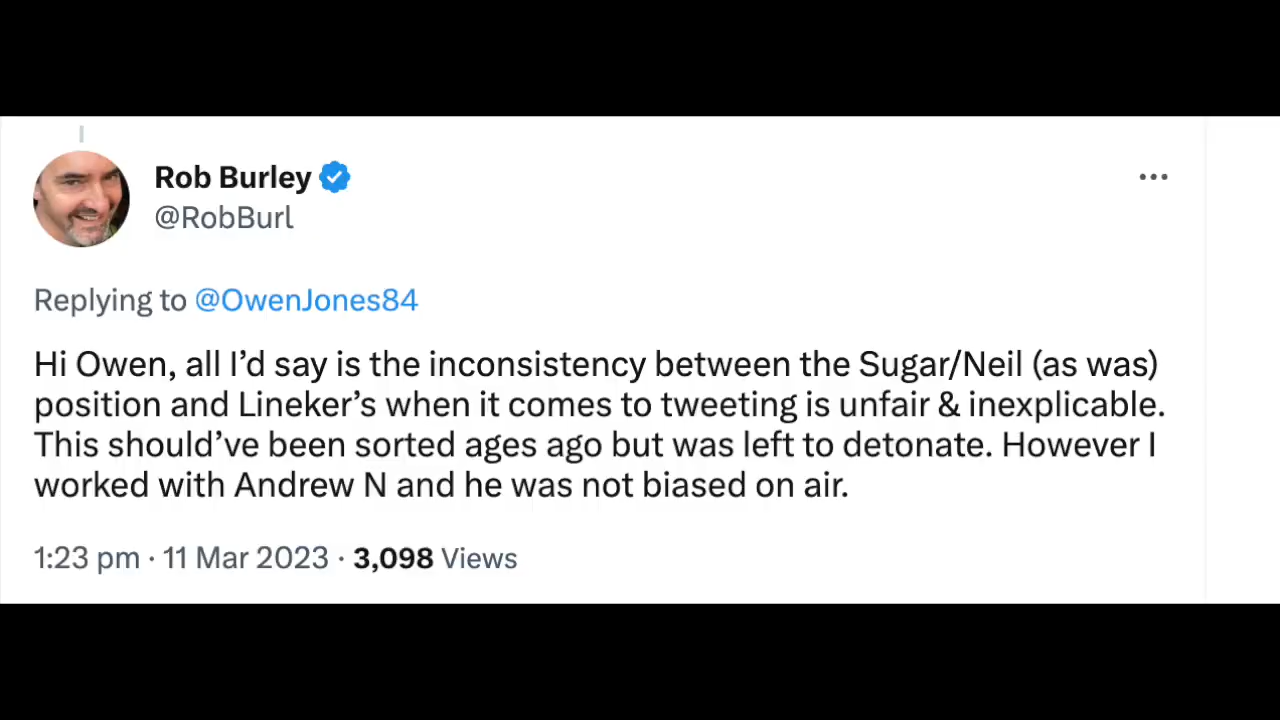 Rob Burley
@RobBurl
Replying to @OwenJones84
Hi Owen, all I’d say is the inconsistency between the Sugar/Neil (as was)
position and Lineker’s when it comes to tweeting is unfair & inexplicable.
This should’ve been sorted ages ago but was left to detonate. However I
worked with Andrew N and he was not biased on air.
1:23 pm · 11 Mar 2023 · 3,098 Views